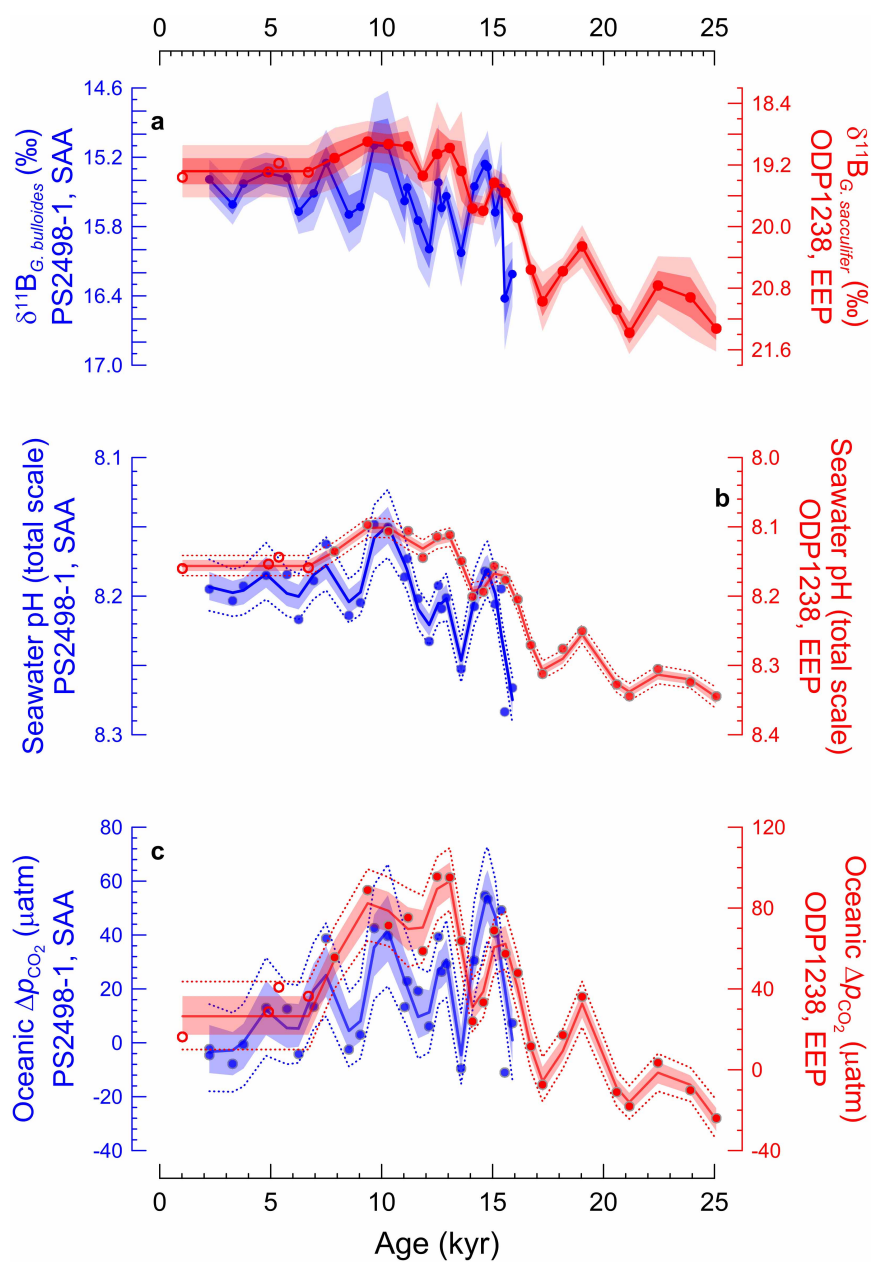 0 5 10 15 20 25
a
14.6
15.2
15.8
16.4
17.0
δ¹¹B G. bulloides (‰)
PS2498-1, SAA
18.4
19.2
20.0
20.8
21.6
δ¹¹B G. sacculifer (‰)
ODP1238, EEP
b
8.1
8.2
8.3
Seawater pH (total scale)
PS2498-1, SAA
8.0
8.1
8.2
8.3
8.4
Seawater pH (total scale)
ODP1238, EEP
c
80
60
40
20
0
-20
-40
Oceanic ΔpCO₂ (µatm)
PS2498-1, SAA
120
80
40
0
-40
Oceanic ΔpCO₂ (µatm)
ODP1238, EEP
0 5 10 15 20 25
Age (kyr)